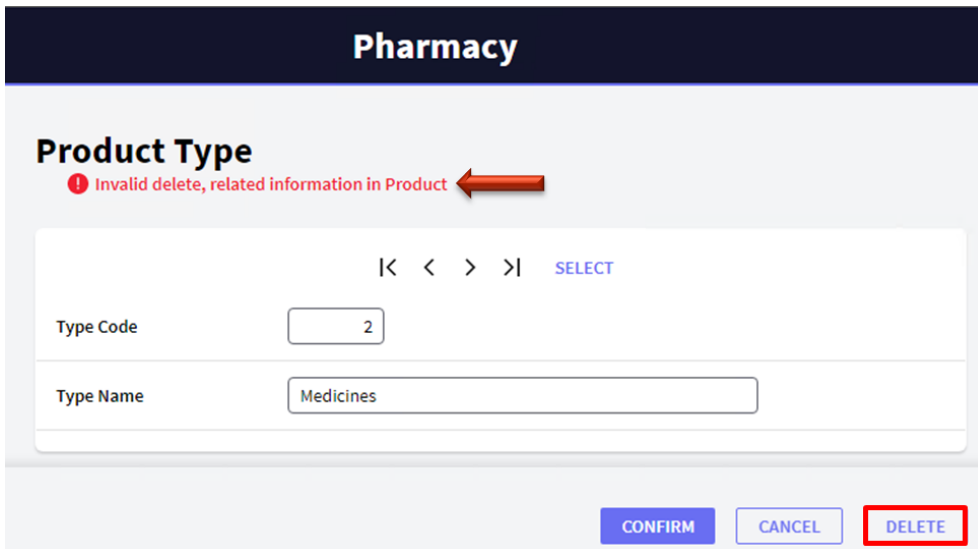 Pharmacy
Product Type
Invalid delete, related information in Product
SELECT
Type Code 2
Type Name Medicines
CONFIRM CANCEL DELETE